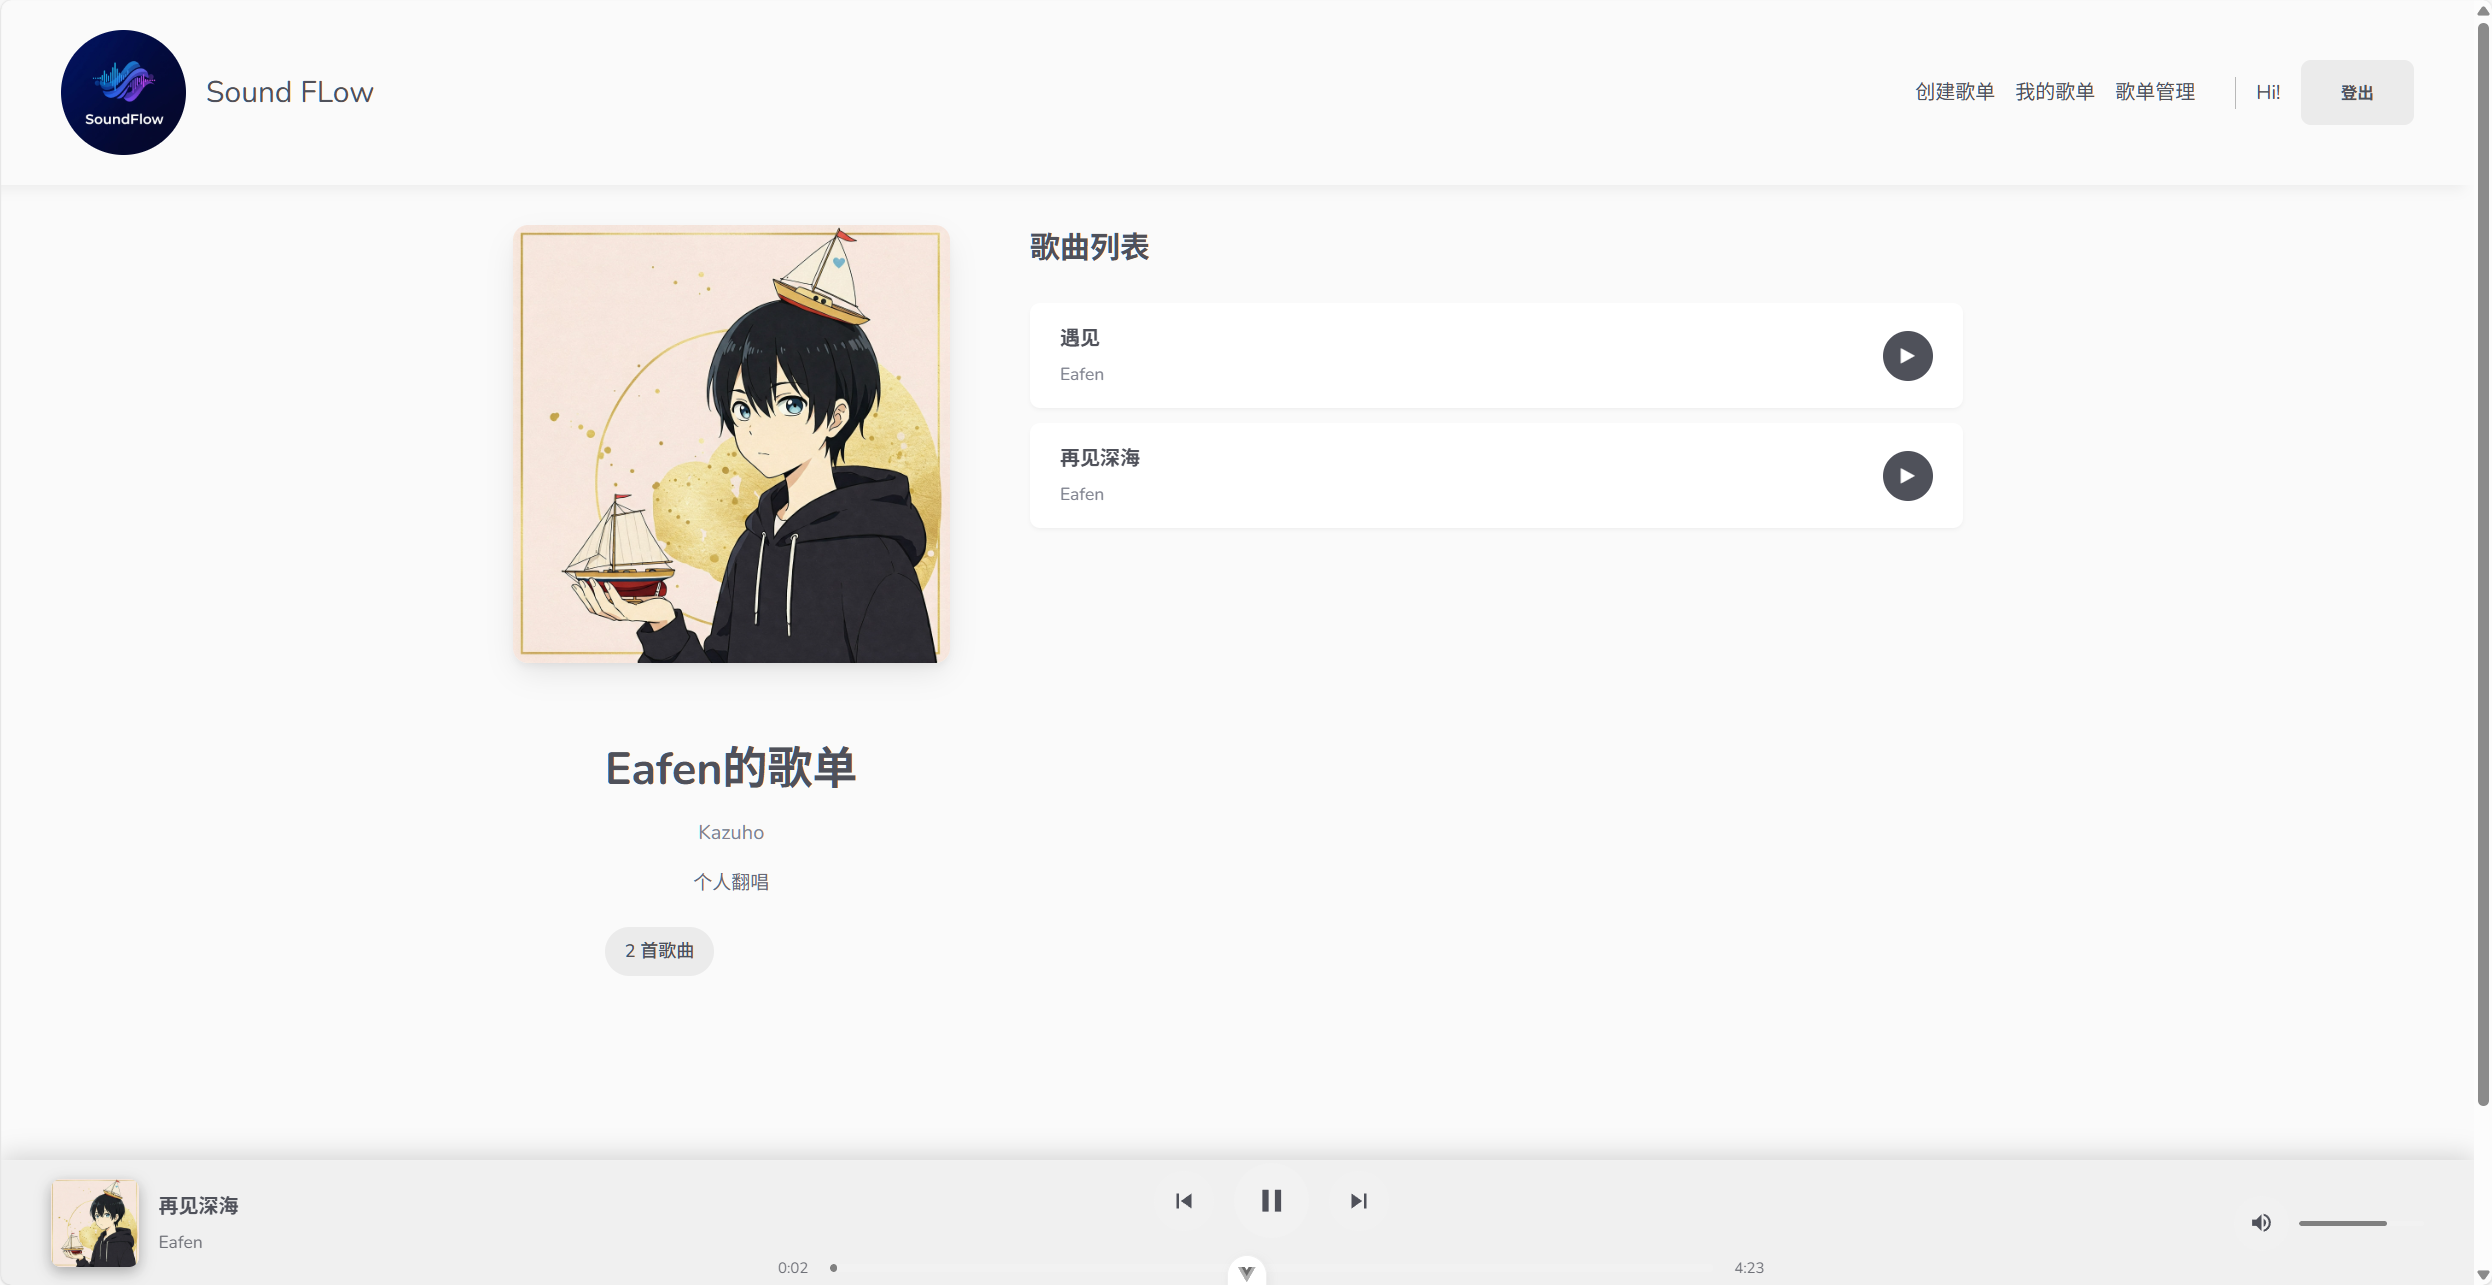 SoundFlow
Sound FLow
创建歌单 我的歌单 歌单管理 Hi! 登出
歌曲列表
遇见
Eafen
再见深海
Eafen
Eafen的歌单
Kazuho
个人翻唱
2 首歌曲
再见深海
Eafen
0:02
4:23